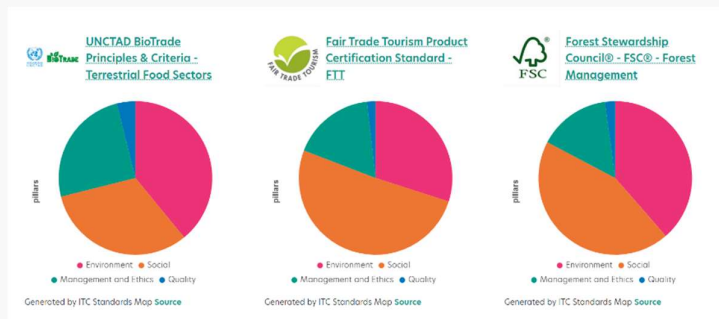 BIOTRADE
UNCTAD BioTrade
Principles & Criteria -
Terrestrial Food Sectors
pillars
Environment Social
Management and Ethics Quality
Generated by ITC Standards Map Source
FAIR TRADE TOURISM
Fair Trade Tourism Product
Certification Standard -
FTT
pillars
Environment Social
Management and Ethics Quality
Generated by ITC Standards Map Source
FSC
Forest Stewardship
Council® - FSC® - Forest
Management
pillars
Environment Social
Management and Ethics Quality
Generated by ITC Standards Map Source